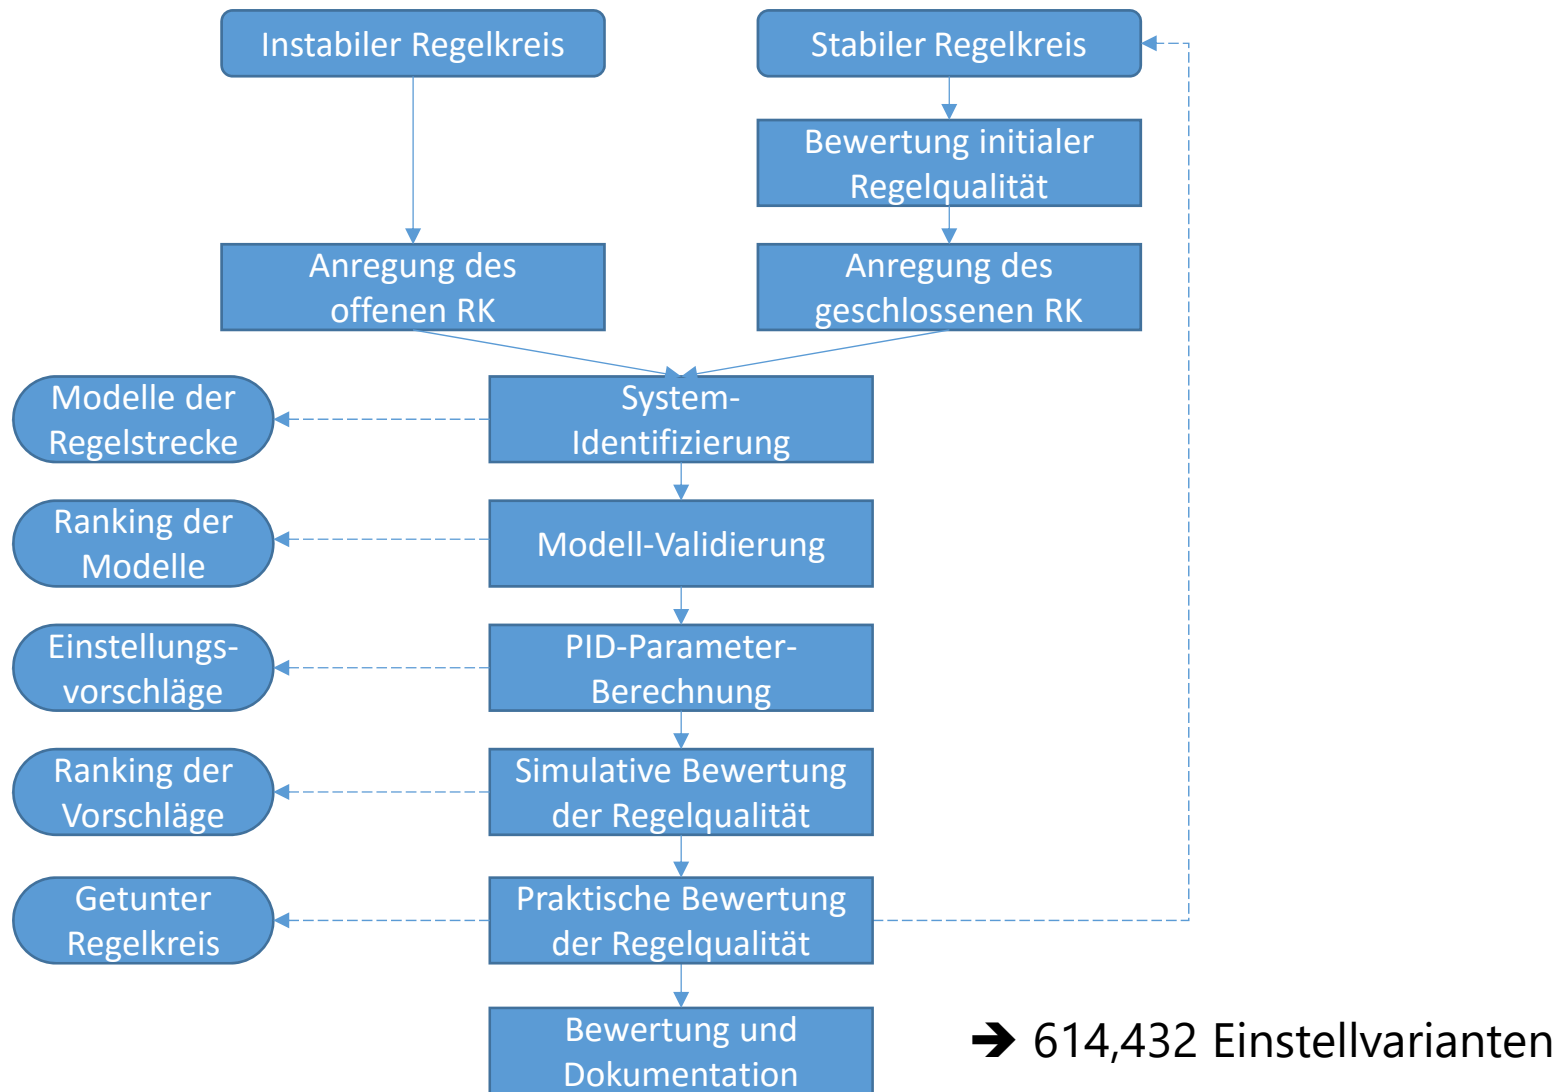 Instabiler Regelkreis
Stabiler Regelkreis
Bewertung initialer
Regelqualität
Anregung des
offenen RK
Anregung des
geschlossenen RK
Modelle der
Regelstrecke
System-
Identifizierung
Ranking der
Modelle
Modell-Validierung
Einstellungs-
vorschläge
PID-Parameter-
Berechnung
Ranking der
Vorschläge
Simulative Bewertung
der Regelqualität
Getunter
Regelkreis
Praktische Bewertung
der Regelqualität
Bewertung und
Dokumentation
➔ 614,432 Einstellvarianten